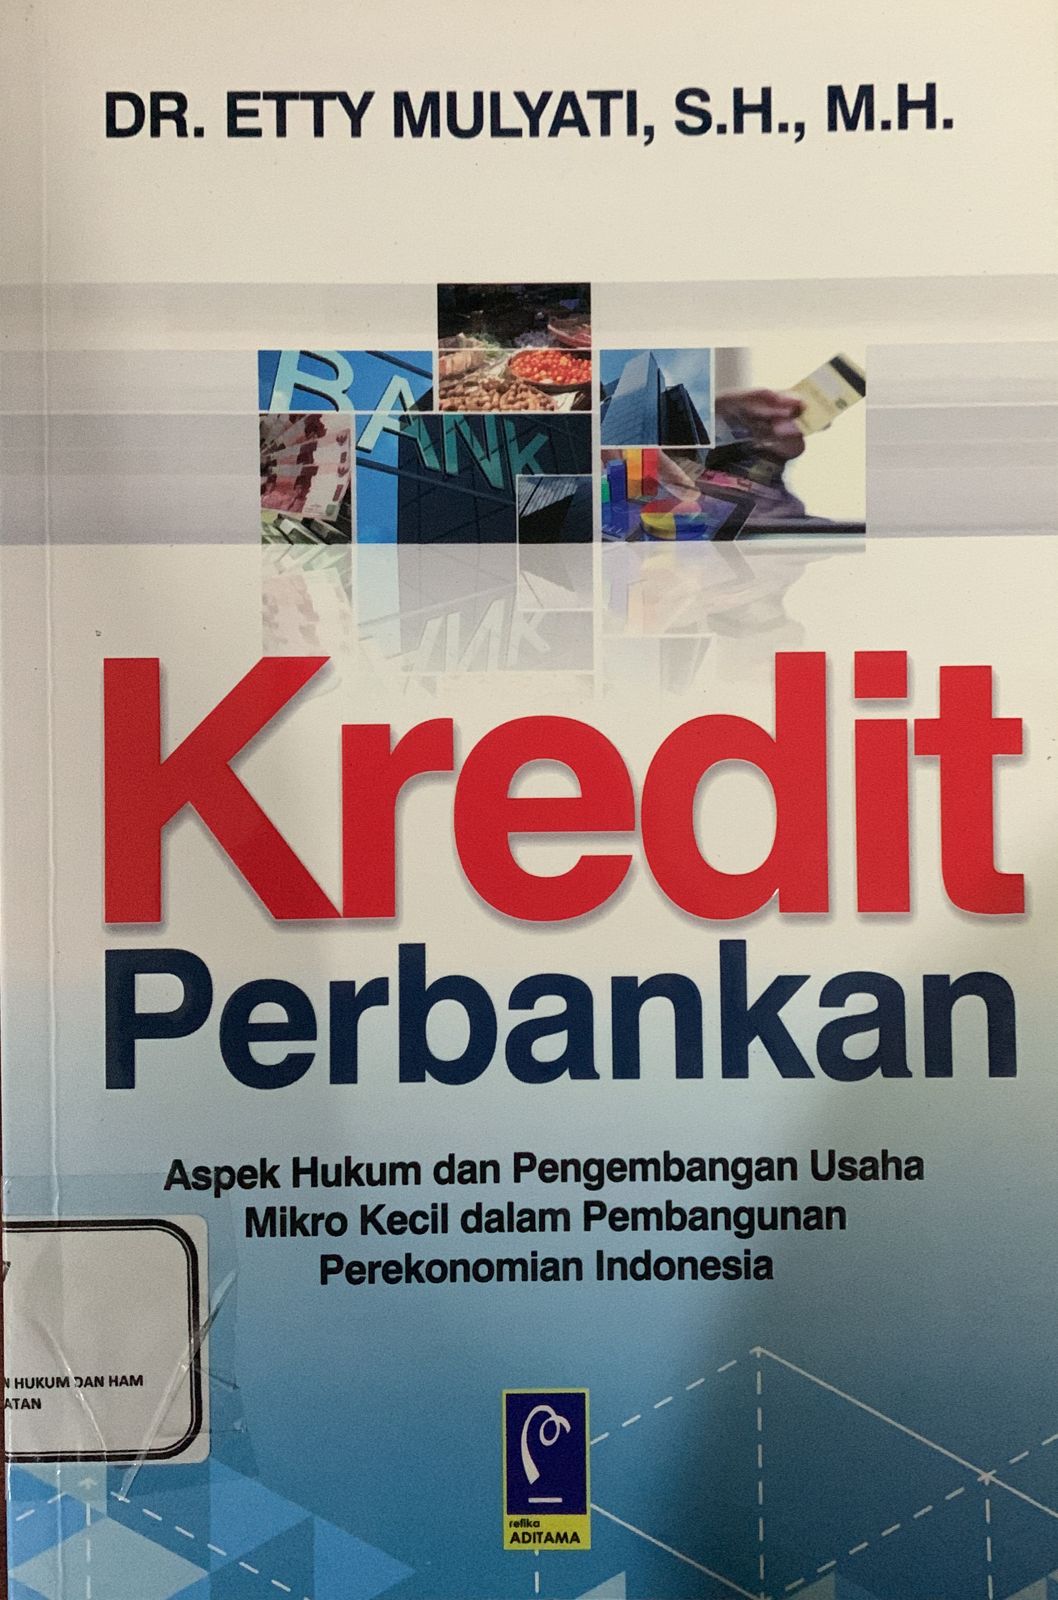 DR. ETTY MULYATI, S.H., M.H.
BANK
Kredit
Perbankan
Aspek Hukum dan Pengembangan Usaha
Mikro Kecil dalam Pembangunan
Perekonomian Indonesia
HUKUM DAN HAM
refika
ADITAMA